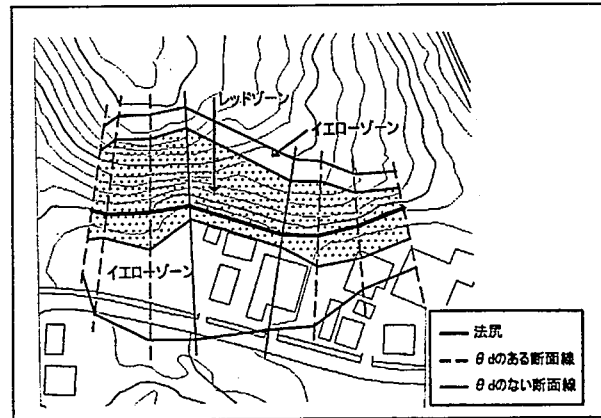 レッドゾーン
イエローゾーン
イエローゾーン
法尻
θdのある断面線
θdのない断面線